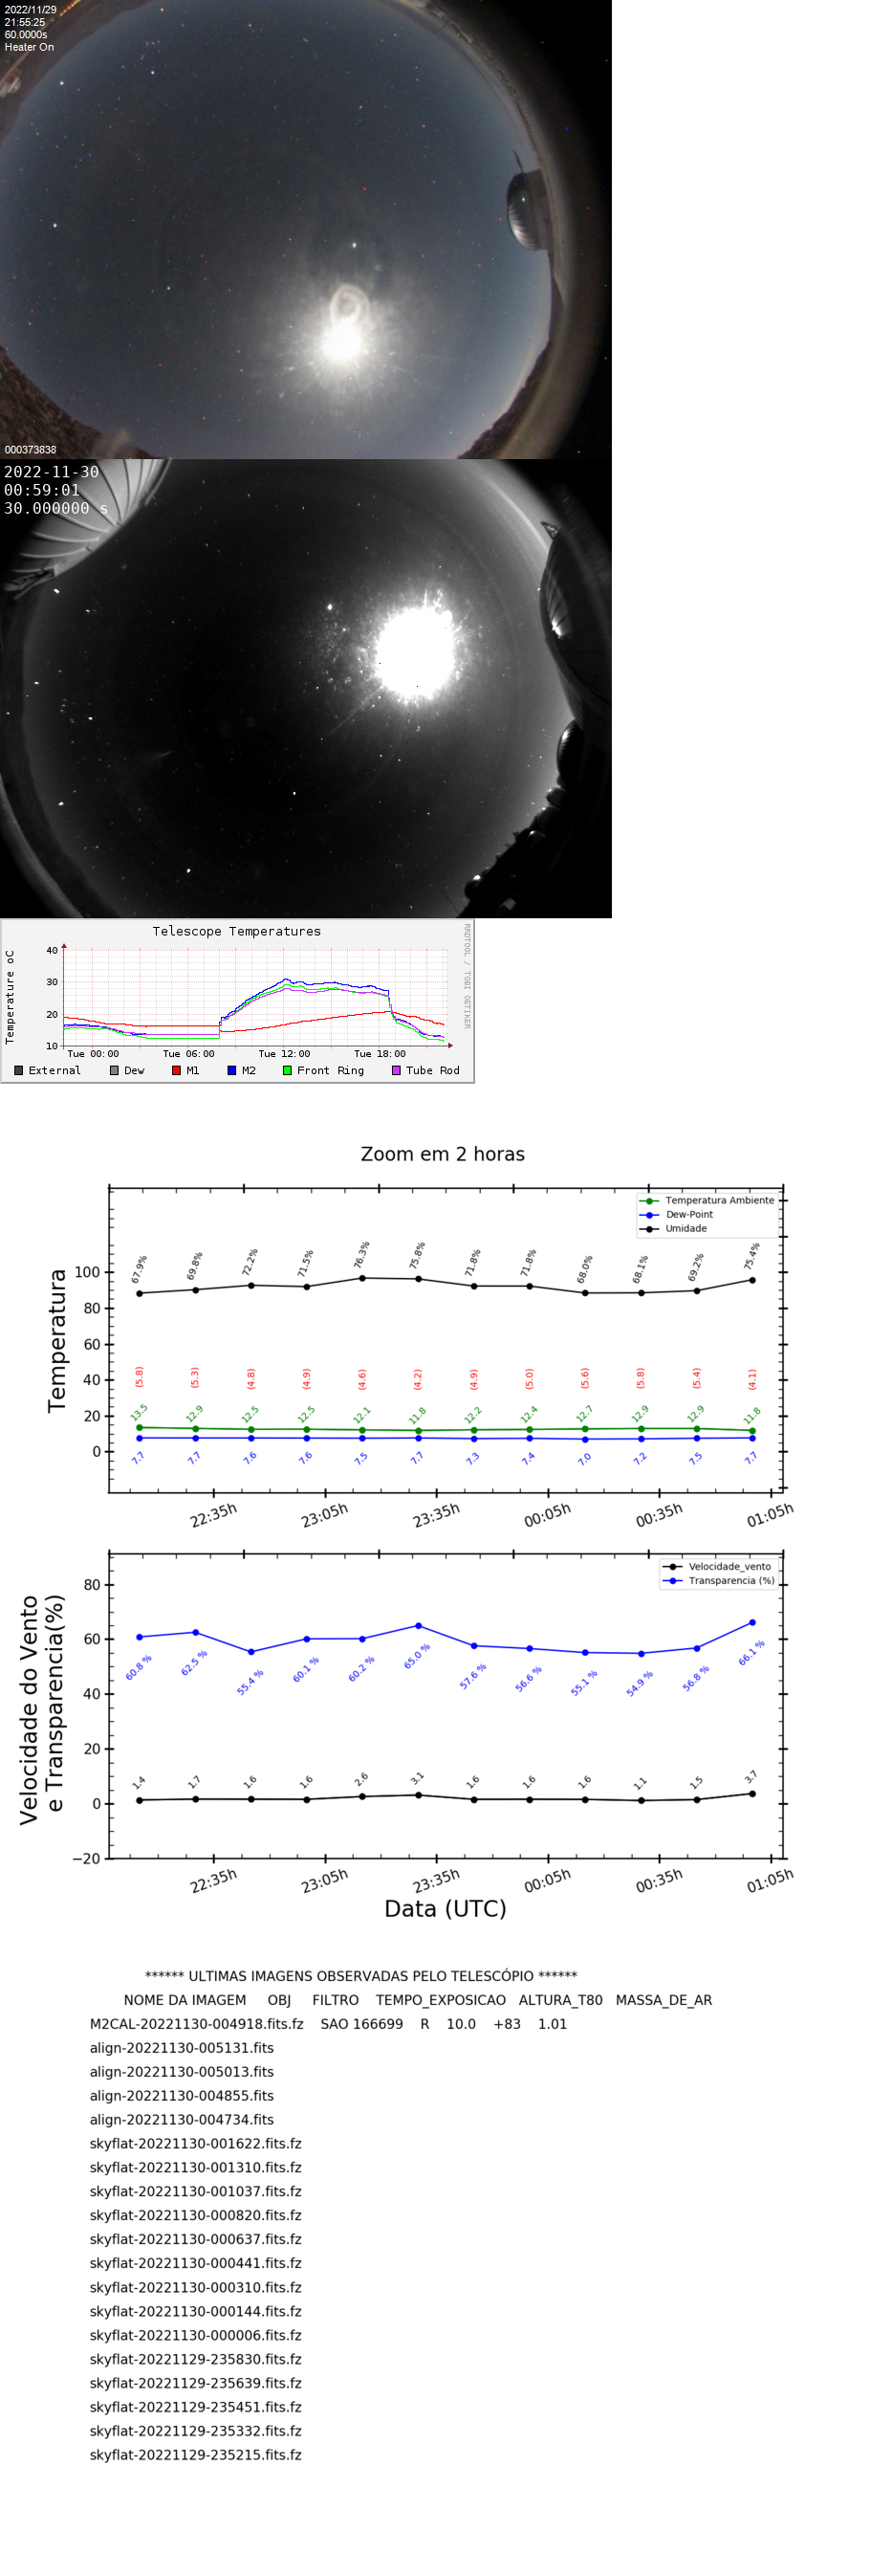 2022/11/29
21:55:25
60.0000s
Heater On
000373838
2022-11-30
00:59:01
30.000000 s
Telescope Temperatures
RRDTOOL / TOBI OETIKER
Temperature oC
40
30
20
10
Tue 00:00 Tue 06:00 Tue 12:00 Tue 18:00
External Dew M1 M2 Front Ring Tube Rod
Zoom em 2 horas
Temperatura Ambiente
Dew-Point
Umidade
Temperatura
100
80
60
40
20
0
67.9% 69.8% 72.2% 71.5% 76.3% 75.8% 71.8% 71.8% 68.0% 68.1% 69.2% 75.4%
(5.8) (5.3) (4.8) (4.9) (4.6) (4.2) (4.9) (5.0) (5.6) (5.8) (5.4) (4.1)
13.5 12.9 12.5 12.5 12.1 11.8 12.2 12.4 12.7 12.9 12.9 11.8
7.7 7.7 7.6 7.6 7.5 7.7 7.3 7.4 7.0 7.2 7.5 7.7
22:35h 23:05h 23:35h 00:05h 00:35h 01:05h
Velocidade_vento
Transparencia (%)
Velocidade do Vento
e Transparencia(%)
80
60
40
20
0
−20
60.8 % 62.5 % 55.4 % 60.1 % 60.2 % 65.0 % 57.6 % 56.6 % 55.1 % 54.9 % 56.8 % 66.1 %
1.4 1.7 1.6 1.6 2.6 3.1 1.6 1.6 1.6 1.1 1.5 3.7
22:35h 23:05h 23:35h 00:05h 00:35h 01:05h
Data (UTC)
****** ULTIMAS IMAGENS OBSERVADAS PELO TELESCÓPIO ******
NOME DA IMAGEM OBJ FILTRO TEMPO_EXPOSICAO ALTURA_T80 MASSA_DE_AR
M2CAL-20221130-004918.fits.fz SAO 166699 R 10.0 +83 1.01
align-20221130-005131.fits
align-20221130-005013.fits
align-20221130-004855.fits
align-20221130-004734.fits
skyflat-20221130-001622.fits.fz
skyflat-20221130-001310.fits.fz
skyflat-20221130-001037.fits.fz
skyflat-20221130-000820.fits.fz
skyflat-20221130-000637.fits.fz
skyflat-20221130-000441.fits.fz
skyflat-20221130-000310.fits.fz
skyflat-20221130-000144.fits.fz
skyflat-20221130-000006.fits.fz
skyflat-20221129-235830.fits.fz
skyflat-20221129-235639.fits.fz
skyflat-20221129-235451.fits.fz
skyflat-20221129-235332.fits.fz
skyflat-20221129-235215.fits.fz